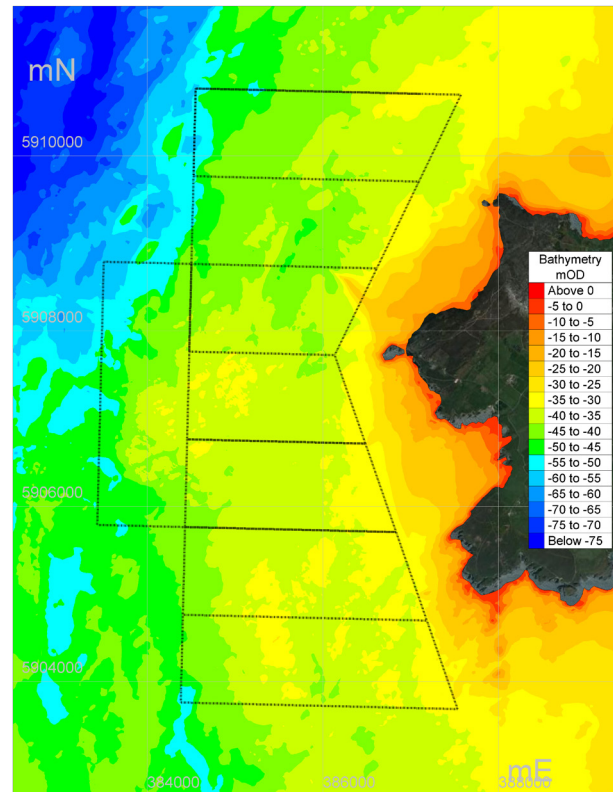 mN
5910000
Bathymetry
mOD
Above 0
-5 to 0
-10 to -5
-15 to -10
-20 to -15
-25 to -20
-30 to -25
-35 to -30
-40 to -35
-45 to -40
-50 to -45
-55 to -50
-60 to -55
-65 to -60
-70 to -65
-75 to -70
Below -75
5908000
5906000
5904000
384000
386000
388000
mE